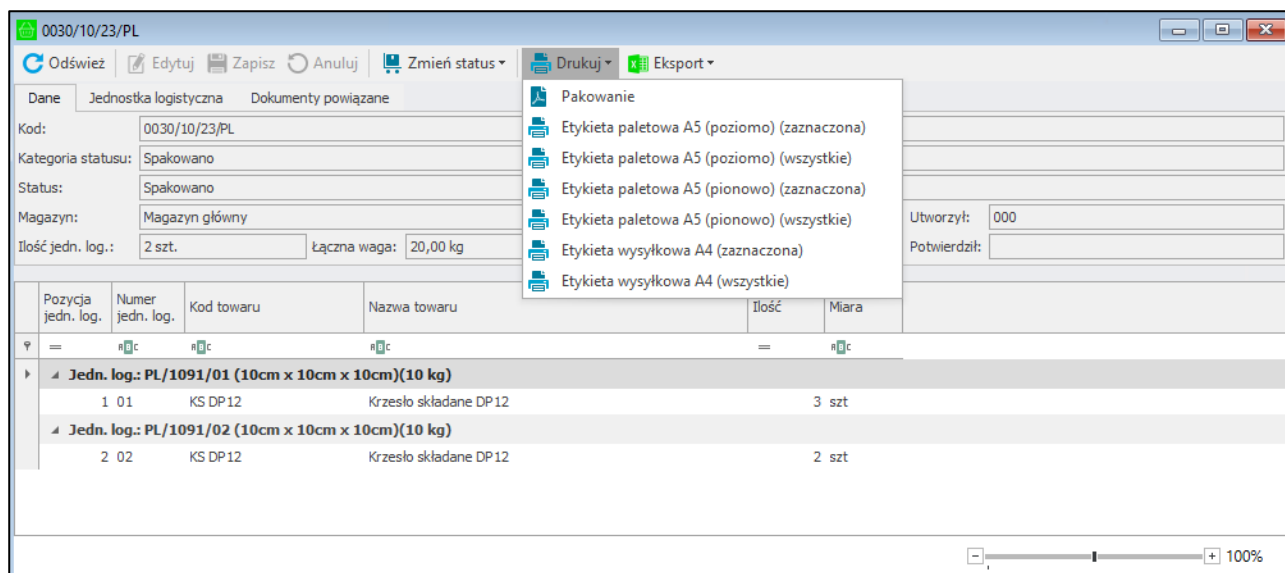 0030/10/23/PL
Odśwież Edytuj Zapisz Anuluj Zmień status Drukuj Eksport
Dane Jednostka logistyczna Dokumenty powiązane
Pakowanie
Etykieta paletowa A5 (poziomo) (zaznaczona)
Etykieta paletowa A5 (poziomo) (wszystkie)
Etykieta paletowa A5 (pionowo) (zaznaczona)
Etykieta paletowa A5 (pionowo) (wszystkie)
Etykieta wysyłkowa A4 (zaznaczona)
Etykieta wysyłkowa A4 (wszystkie)
Kod: 0030/10/23/PL
Kategoria statusu: Spakowano
Status: Spakowano
Magazyn: Magazyn główny Utworzył: 000
Ilość jedn. log.: 2 szt. Łączna waga: 20,00 kg Potwierdził:
Pozycja jedn. log. Numer jedn. log. Kod towaru Nazwa towaru Ilość Miara
= ABC ABC ABC = ABC
Jedn. log.: PL/1091/01 (10cm x 10cm x 10cm)(10 kg)
1 01 KS DP12 Krzesło składane DP12 3 szt
Jedn. log.: PL/1091/02 (10cm x 10cm x 10cm)(10 kg)
2 02 KS DP12 Krzesło składane DP12 2 szt
100%